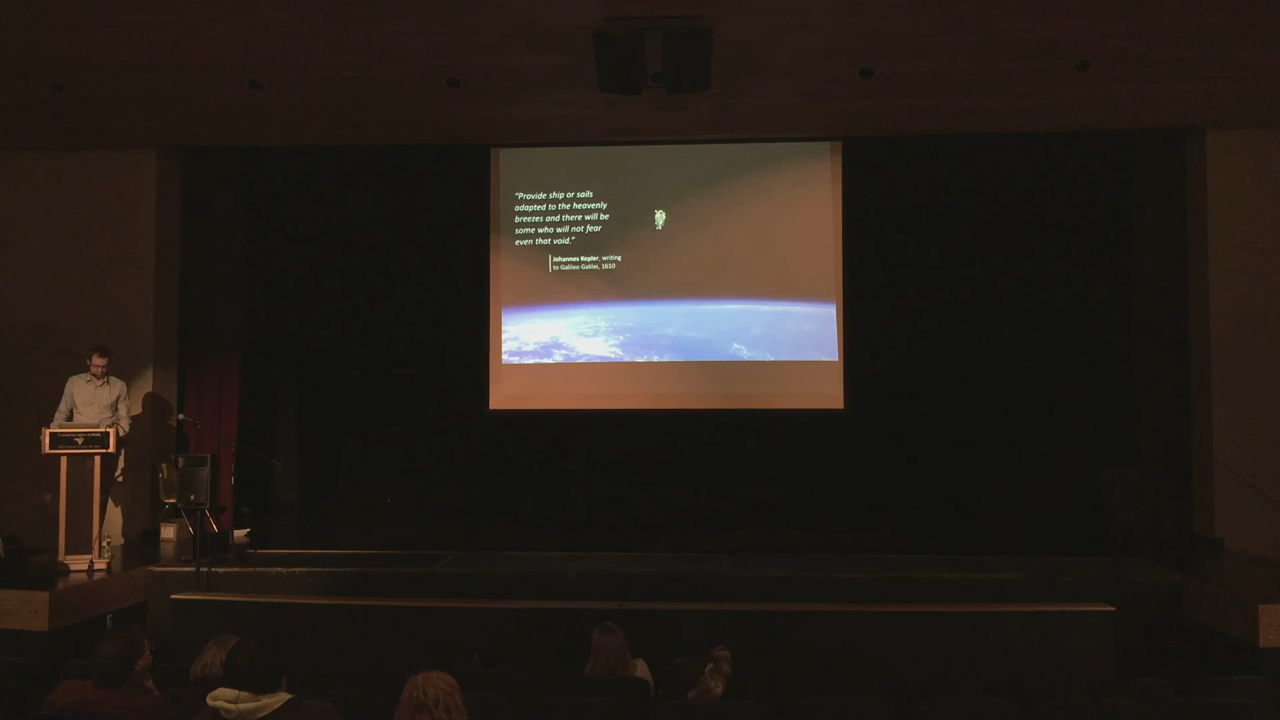 "Provide ship or sails
adapted to the heavenly
breezes and there will be
some who will not fear
even that void."
Johannes Kepler, writing
to Galileo Galilei, 1610